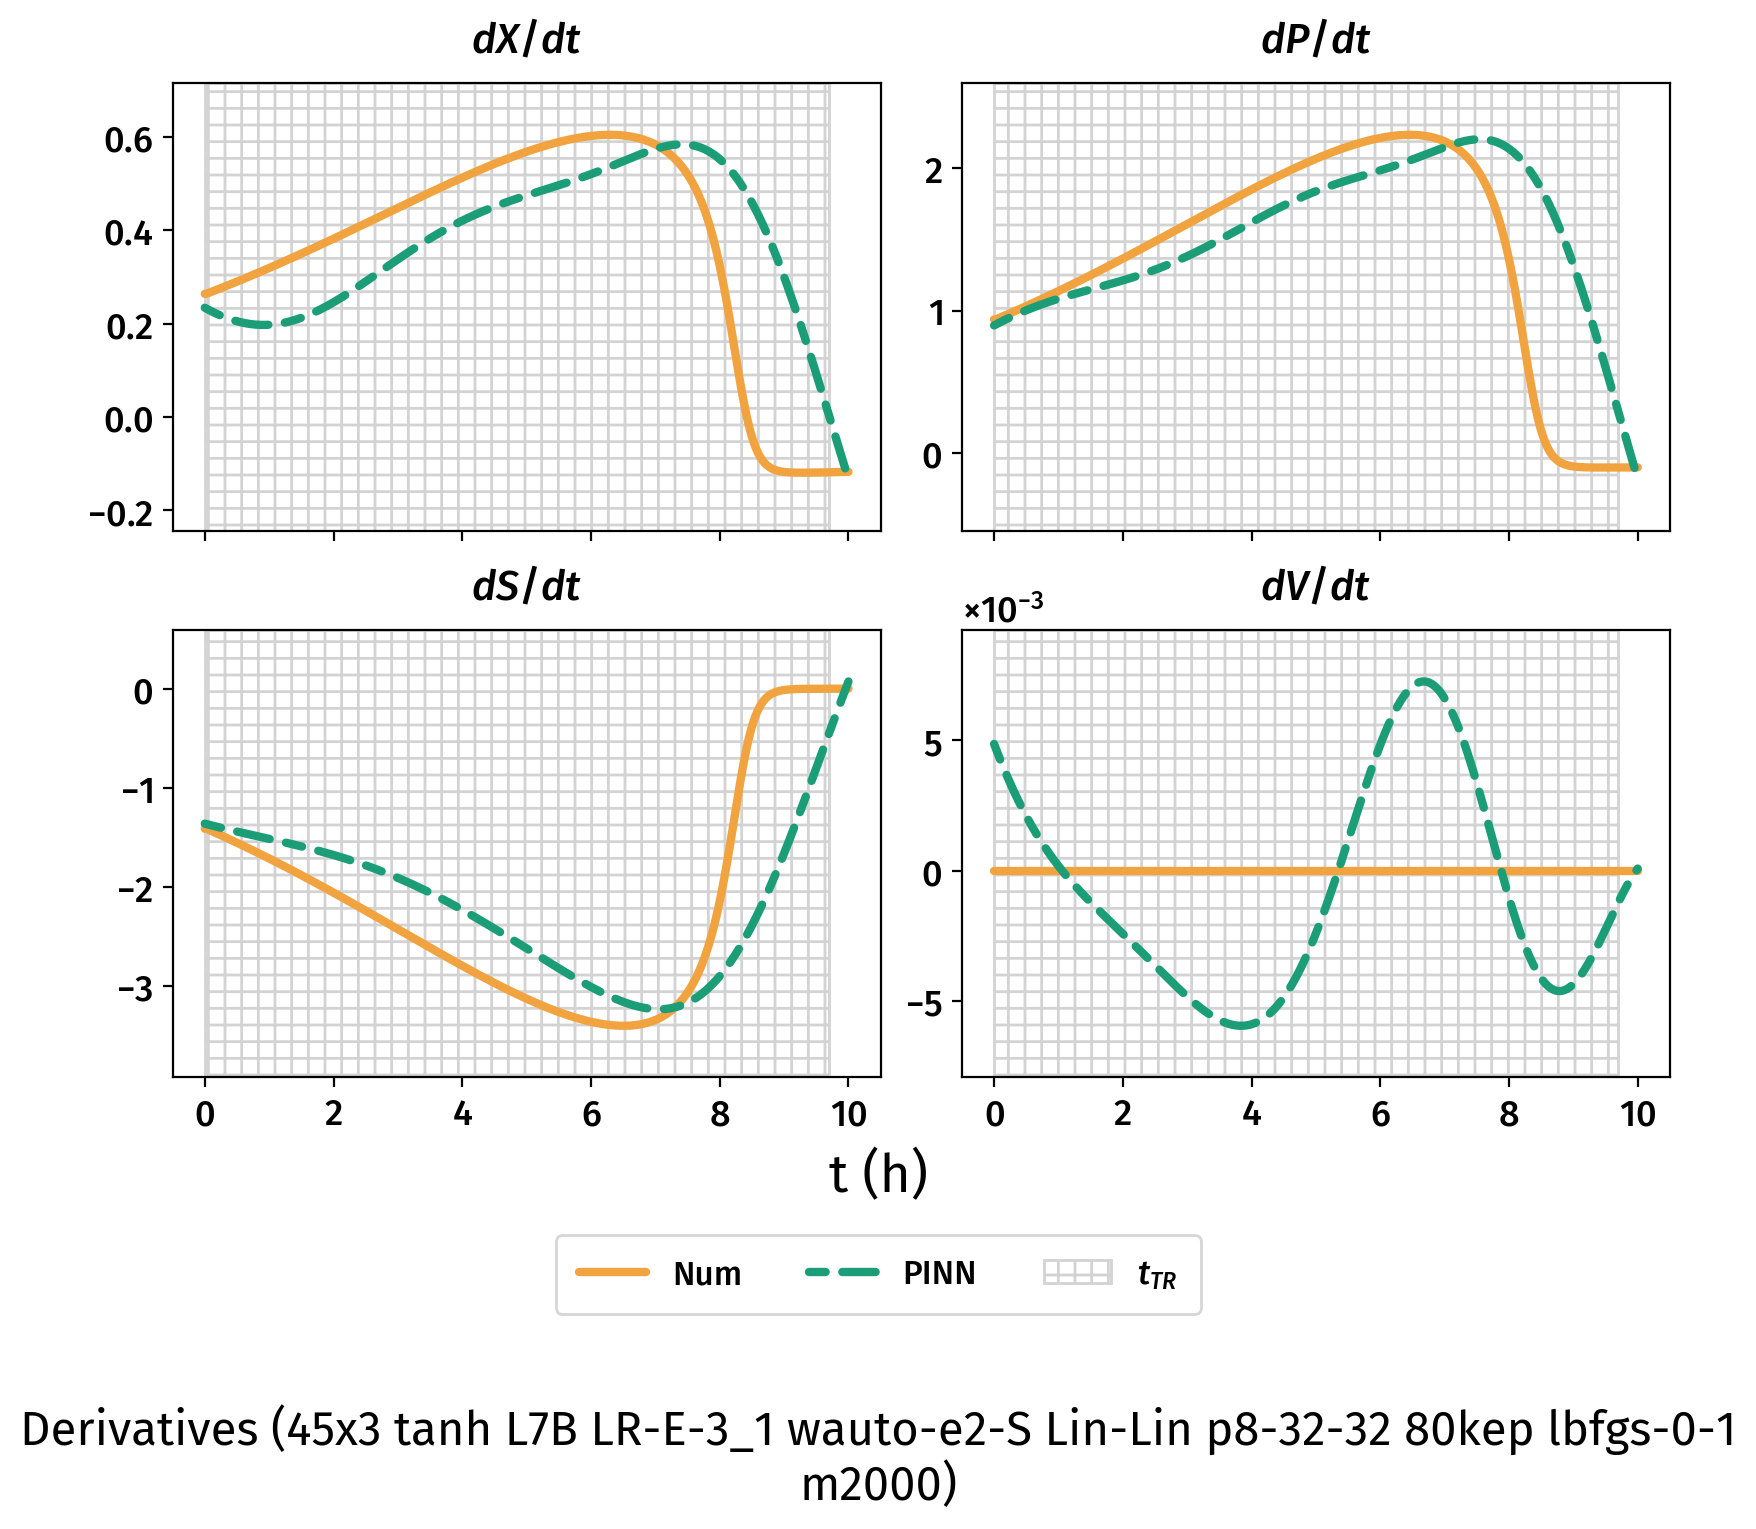 dX/dt
dP/dt
0.6
0.4
0.2
0.0
−0.2
2
1
0
dS/dt
dV/dt
×10⁻³
0
−1
−2
−3
5
0
−5
0 2 4 6 8 10
0 2 4 6 8 10
t (h)
Num PINN t_TR
Derivatives (45x3 tanh L7B LR-E-3_1 wauto-e2-S Lin-Lin p8-32-32 80kep lbfgs-0-1
m2000)